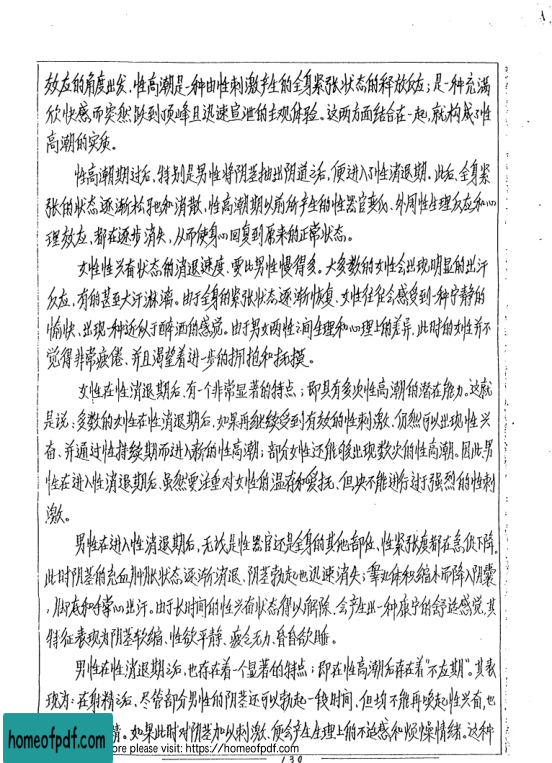 效应的角度出发，性高潮是一种由性刺激产生的全身紧张状态的释放反应；是一种充满
欣快感而突然跃到顶峰且迅速宣泄的主观体验。这两方面结合在一起，就构成了性
高潮的实质。
性高潮期过后，特别是男性将阴茎抽出阴道之后，便进入了性消退期。此后，全身紧
张的状态逐渐松弛和消散，性高潮期以前所产生的性器官变化、外周性生理反应和心
理效应，都在逐步消失，从而使身心回复到原来的正常状态。
女性性兴奋状态的消退速度，要比男性慢得多。大多数的女性会出现明显的出汗
反应，有的甚至大汗淋漓。由于全身的紧张状态逐渐恢复，女性往往会感受到一种宁静的
愉快，出现一种近似于醉酒的感觉。由于男女两性之间生理和心理上的差异，此时的女性并不
觉得非常疲倦，并且渴望着进一步的拥抱和抚摸。
女性在性消退期后，有一个非常显著的特点；即具有多次性高潮的潜在能力。这就
是说，多数的女性在性消退期后，如果再继续受到有效的性刺激，仍然可以出现性兴
奋、并通过性持续期而进入新的性高潮；部分女性还能够出现数次的性高潮。因此男
性在进入性消退期后，虽然要注重对女性的温存和爱抚，但决不能进行过于强烈的性刺
激。
男性在进入性消退期后，无论是性器官还是全身的其他部位，性紧张度都在急促下降。
此时阴茎的充血肿胀状态逐渐消退，阴茎勃起也迅速消失；睾丸体积缩小而降入阴囊
，脚底和手掌心出汗。由于长时间的性兴奋状态得以解除，会产生出一种康宁的舒适感觉，其
特征表现为阴茎软缩、性欲平静、疲乏无力、昏昏欲睡。
男性在性消退期之后，也存在着一个显著的特点；即在性高潮后存在着“不应期”。其表
现为：在射精之后，尽管部分男性的阴茎还可以勃起一段时间，但均不能再唤起性兴奋，也
情。如果此时对阴茎加以刺激，便会产生生理上的不适感和烦燥情绪。这种
homeofpdf.com
ore please visit: https://homeofpdf.com
130